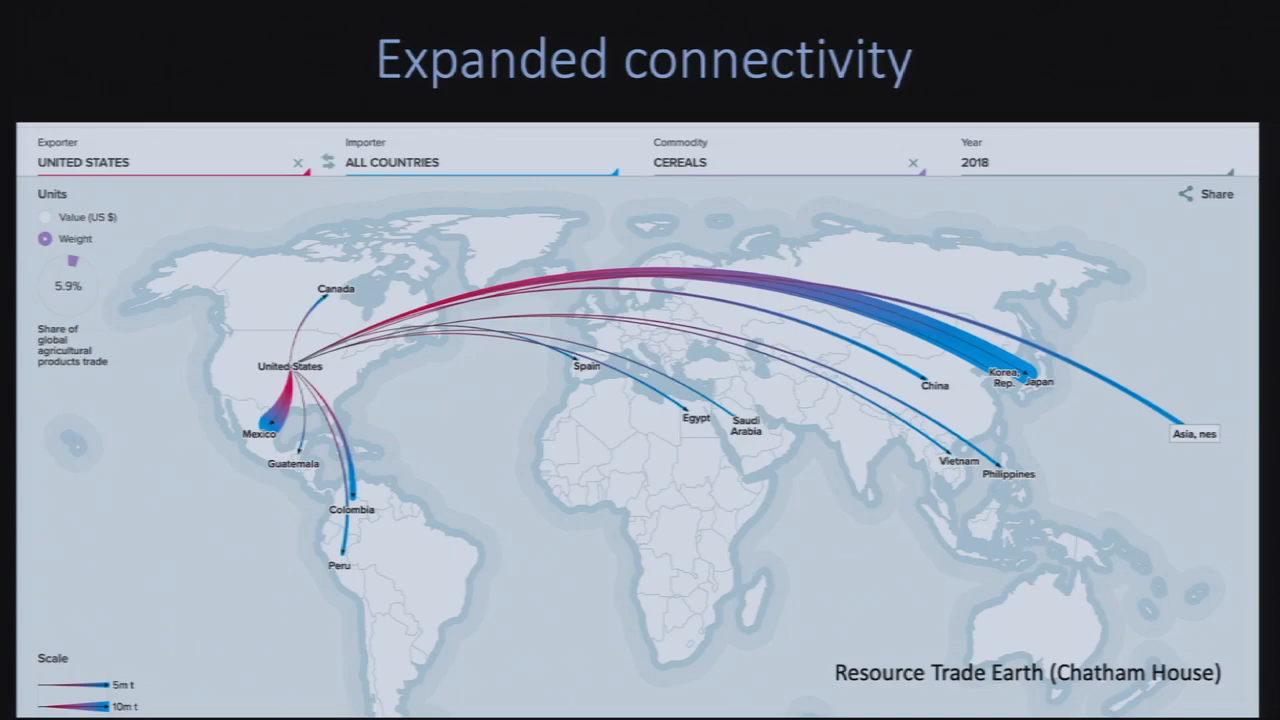 Expanded connectivity
Exporter
Importer
Commodity
Year
UNITED STATES
ALL COUNTRIES
CEREALS
2018
Units
Share
Value (US $)
Weight
5.9%
Share of
global
agricultural
products trade
Canada
United States
Spain
Korea,
Rep.
Japan
China
Mexico
Egypt
Saudi
Arabia
Asia, nes
Guatemala
Vietnam
Philippines
Colombia
Peru
Scale
5m t
10m t
Resource Trade Earth (Chatham House)